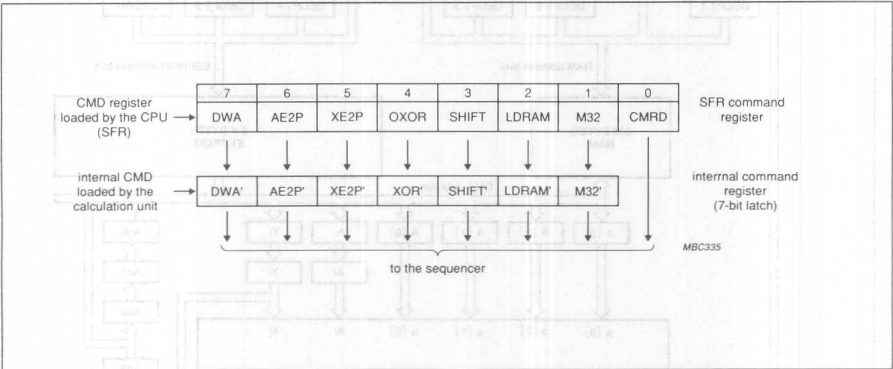 7 6 5 4 3 2 1 0
CMD register
loaded by the CPU
(SFR)
DWA AE2P XE2P OXOR SHIFT LDRAM M32 CMRD
SFR command
register
internal CMD
loaded by the
calculation unit
DWA' AE2P' XE2P' XOR' SHIFT' LDRAM' M32'
interrnal command
register
(7-bit latch)
MBC335
to the sequencer